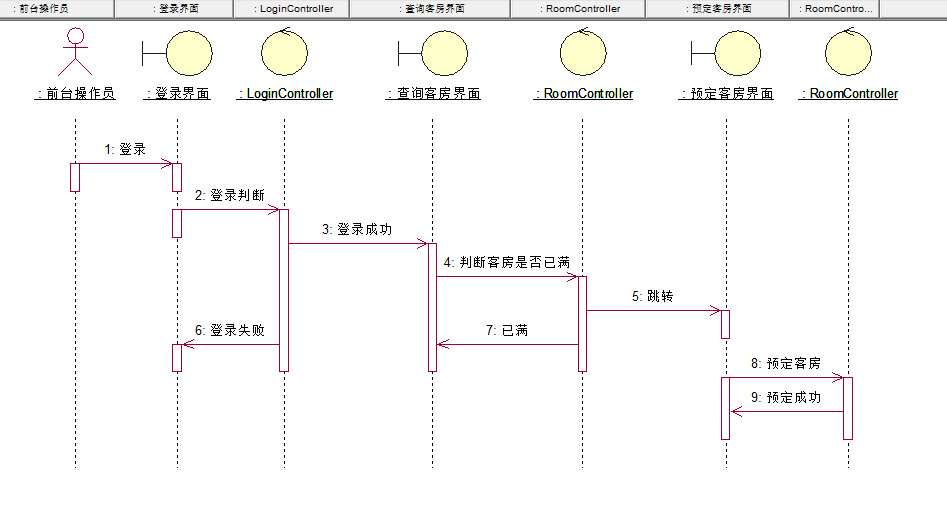 : 前台操作员
: 登录界面
: LoginController
: 查询客房界面
: RoomController
: 预定客房界面
: RoomContro...
: 前台操作员
: 登录界面
: LoginController
: 查询客房界面
: RoomController
: 预定客房界面
: RoomController
1: 登录
2: 登录判断
3: 登录成功
4: 判断客房是否已满
5: 跳转
6: 登录失败
7: 已满
8: 预定客房
9: 预定成功